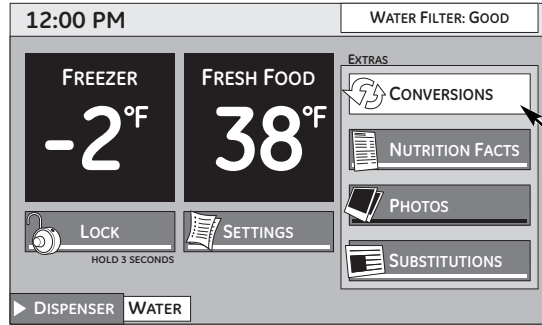 12:00 PM
WATER FILTER: GOOD
EXTRAS
FREEZER
-2°F
FRESH FOOD
38°F
CONVERSIONS
NUTRITION FACTS
PHOTOS
SUBSTITUTIONS
LOCK
HOLD 3 SECONDS
SETTINGS
DISPENSER WATER